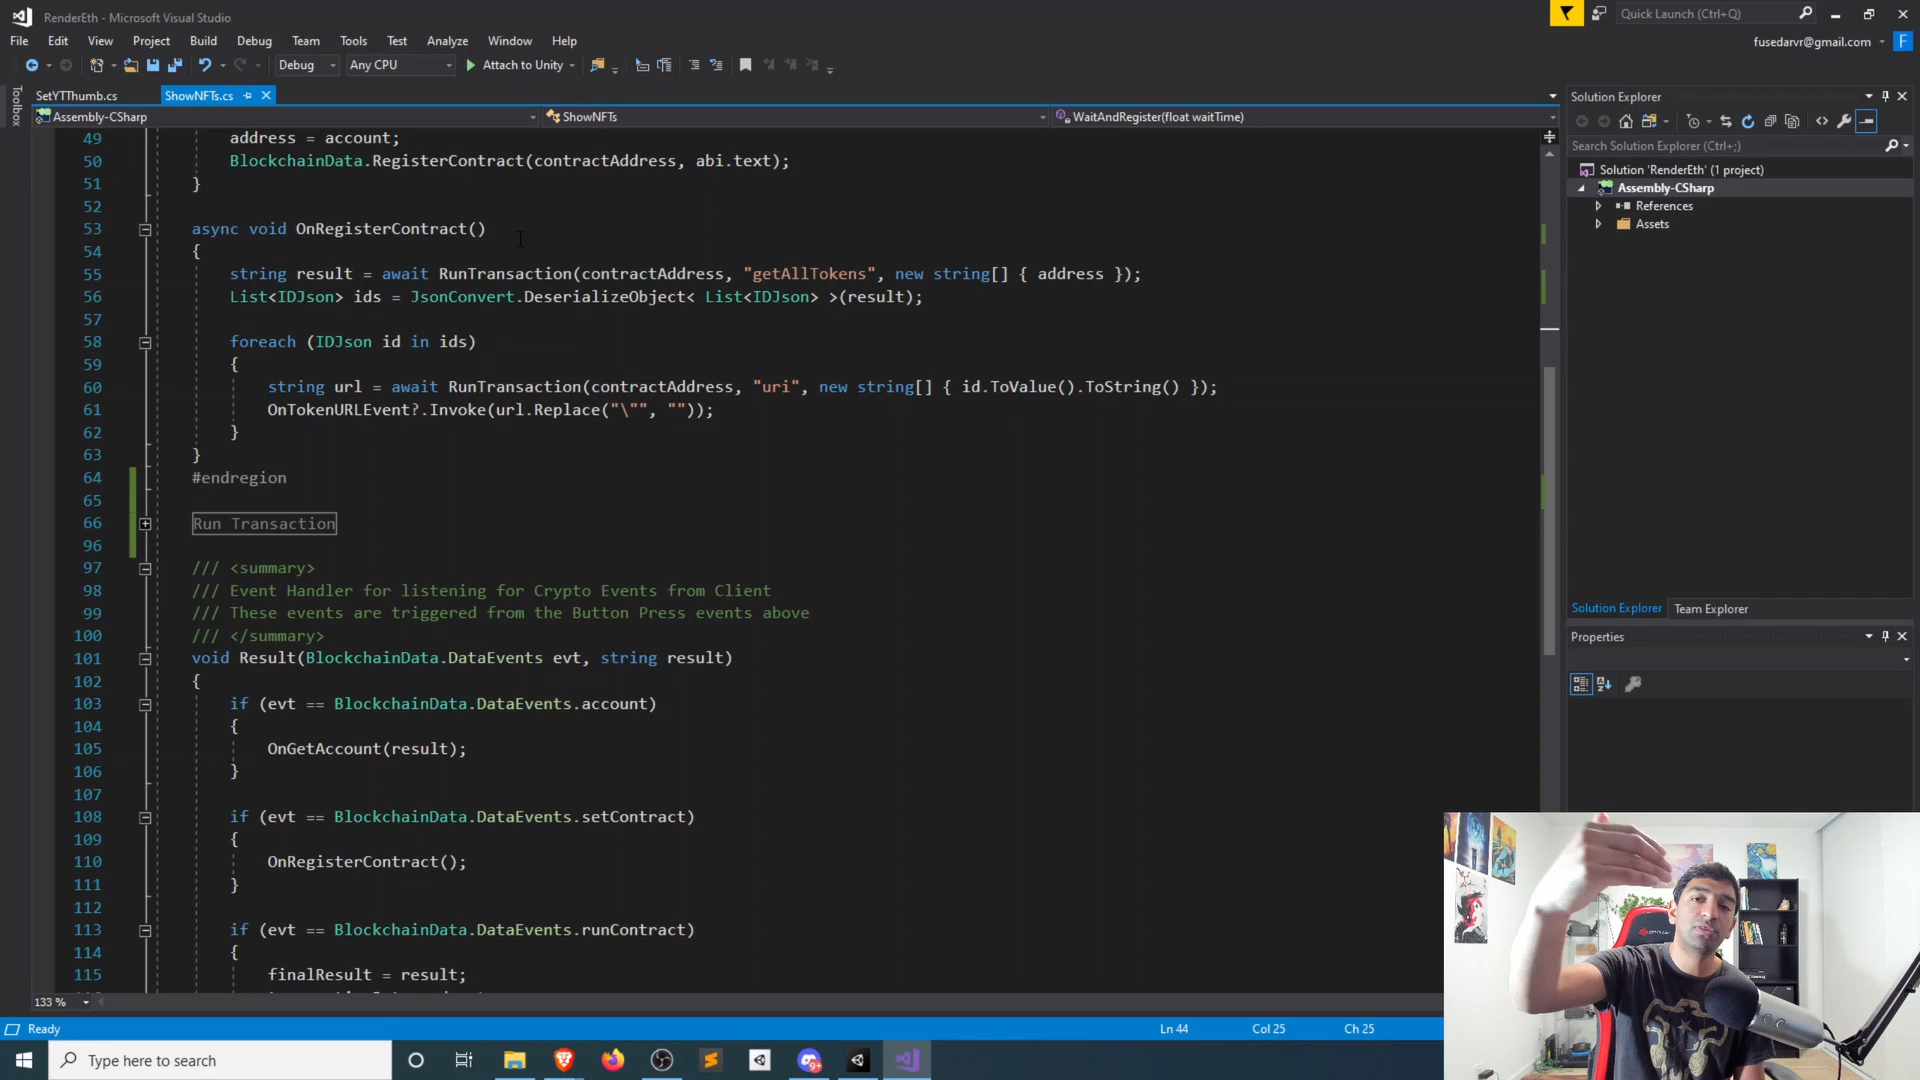 RenderEth - Microsoft Visual Studio
Quick Launch (Ctrl+Q)
File Edit View Project Build Debug Team Tools Test Analyze Window Help
fusedarvr@gmail.com F
Debug Any CPU Attach to Unity
Toolbox
SetYTThumb.cs ShowNFTs.cs
Assembly-CSharp ShowNFTs WaitAndRegister(float waitTime)
49 address = account;
50 BlockchainData.RegisterContract(contractAddress, abi.text);
51 }
52
53 async void OnRegisterContract()
54 {
55 string result = await RunTransaction(contractAddress, "getAllTokens", new string[] { address });
56 List<IDJson> ids = JsonConvert.DeserializeObject< List<IDJson> >(result);
57
58 foreach (IDJson id in ids)
59 {
60 string url = await RunTransaction(contractAddress, "uri", new string[] { id.ToValue().ToString() });
61 OnTokenURLEvent?.Invoke(url.Replace("\"", ""));
62 }
63 }
64 #endregion
65
66 Run Transaction
96
97 /// <summary>
98 /// Event Handler for listening for Crypto Events from Client
99 /// These events are triggered from the Button Press events above
100 /// </summary>
101 void Result(BlockchainData.DataEvents evt, string result)
102 {
103 if (evt == BlockchainData.DataEvents.account)
104 {
105 OnGetAccount(result);
106 }
107
108 if (evt == BlockchainData.DataEvents.setContract)
109 {
110 OnRegisterContract();
111 }
112
113 if (evt == BlockchainData.DataEvents.runContract)
114 {
115 finalResult = result;
133 %
Solution Explorer
Search Solution Explorer (Ctrl+;)
Solution 'RenderEth' (1 project)
Assembly-CSharp
References
Assets
Solution Explorer Team Explorer
Properties
Ready Ln 44 Col 25 Ch 25
Type here to search
9+